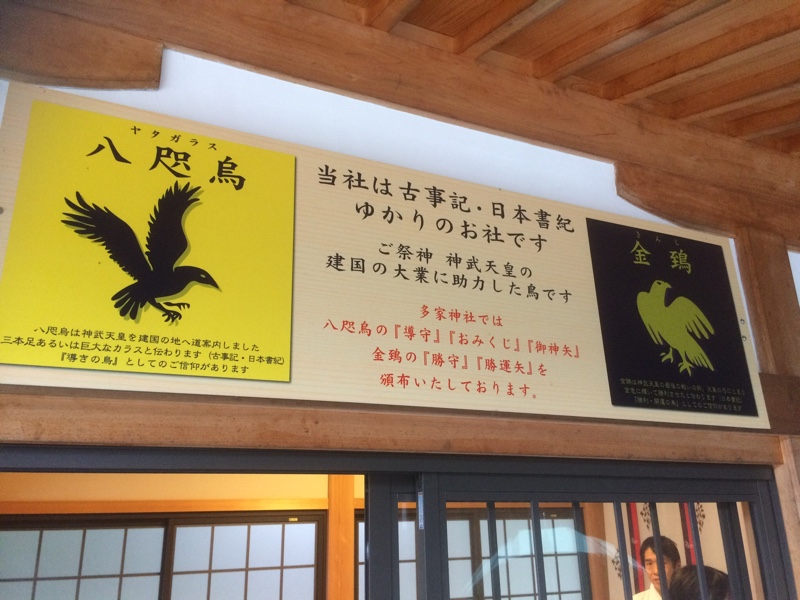 ヤタガラス
八咫烏
八咫烏は神武天皇を建国の地へ道案内しました
三本足あるいは巨大なカラスと伝わります（古事記・日本書紀）
『導きの鳥』としてのご信仰があります
当社は古事記・日本書紀
ゆかりのお社です
ご祭神 神武天皇の
建国の大業に助力した鳥です
多家神社では
八咫烏の『導守』『おみくじ』『御神矢』
金鵄の『勝守』『勝運矢』を
頒布いたしております。
きんし
金鵄